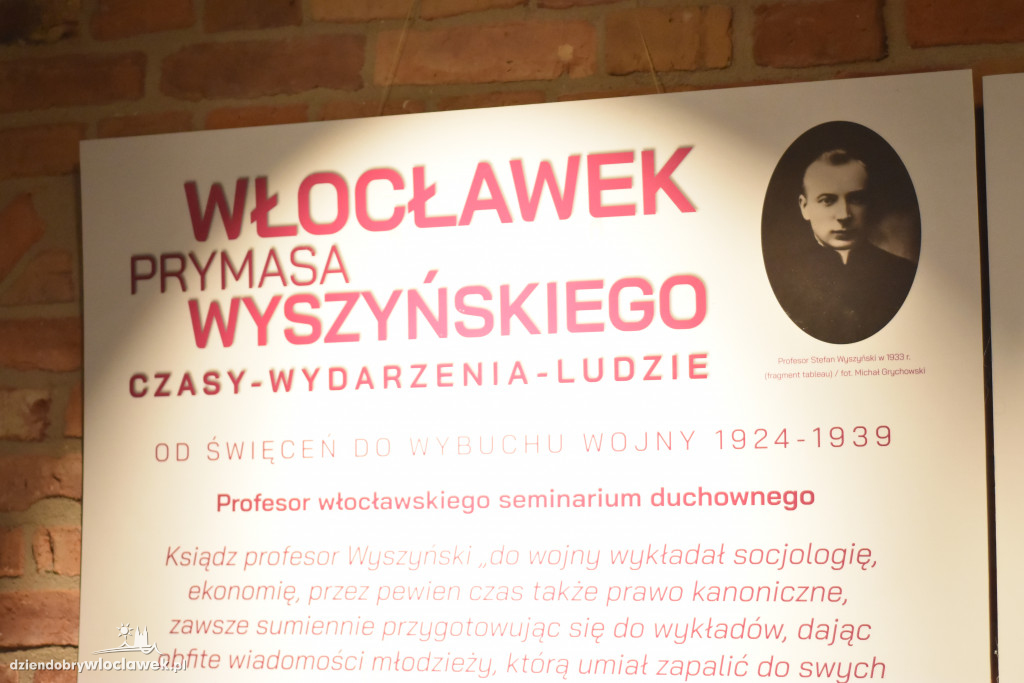 WŁOCŁAWEK
PRYMASA
WYSZYŃSKIEGO
CZASY-WYDARZENIA-LUDZIE
Profesor Stefan Wyszyński w 1933 r.
(fragment tableau) / fot. Michał Orychowski
OD ŚWIĘCEŃ DO WYBUCHU WOJNY 1924-1939
Profesor włocławskiego seminarium duchownego
Ksiądz profesor Wyszyński „do wojny wykładał socjologię,
ekonomię, przez pewien czas także prawo kanoniczne,
zawsze sumiennie przygotowując się do wykładów, dając
obfite wiadomości młodzieży, którą umiał zapalić do swych
dziendobrywloclawek.pl